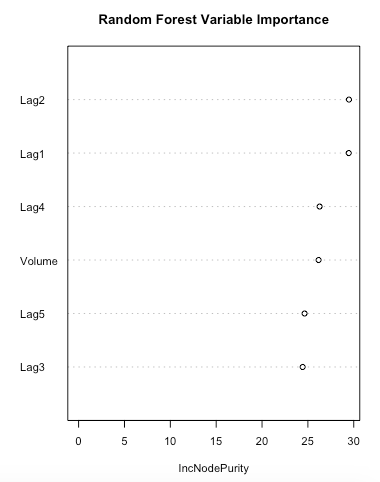 Random Forest Variable Importance
Lag2
Lag1
Lag4
Volume
Lag5
Lag3
0 5 10 15 20 25 30
IncNodePurity